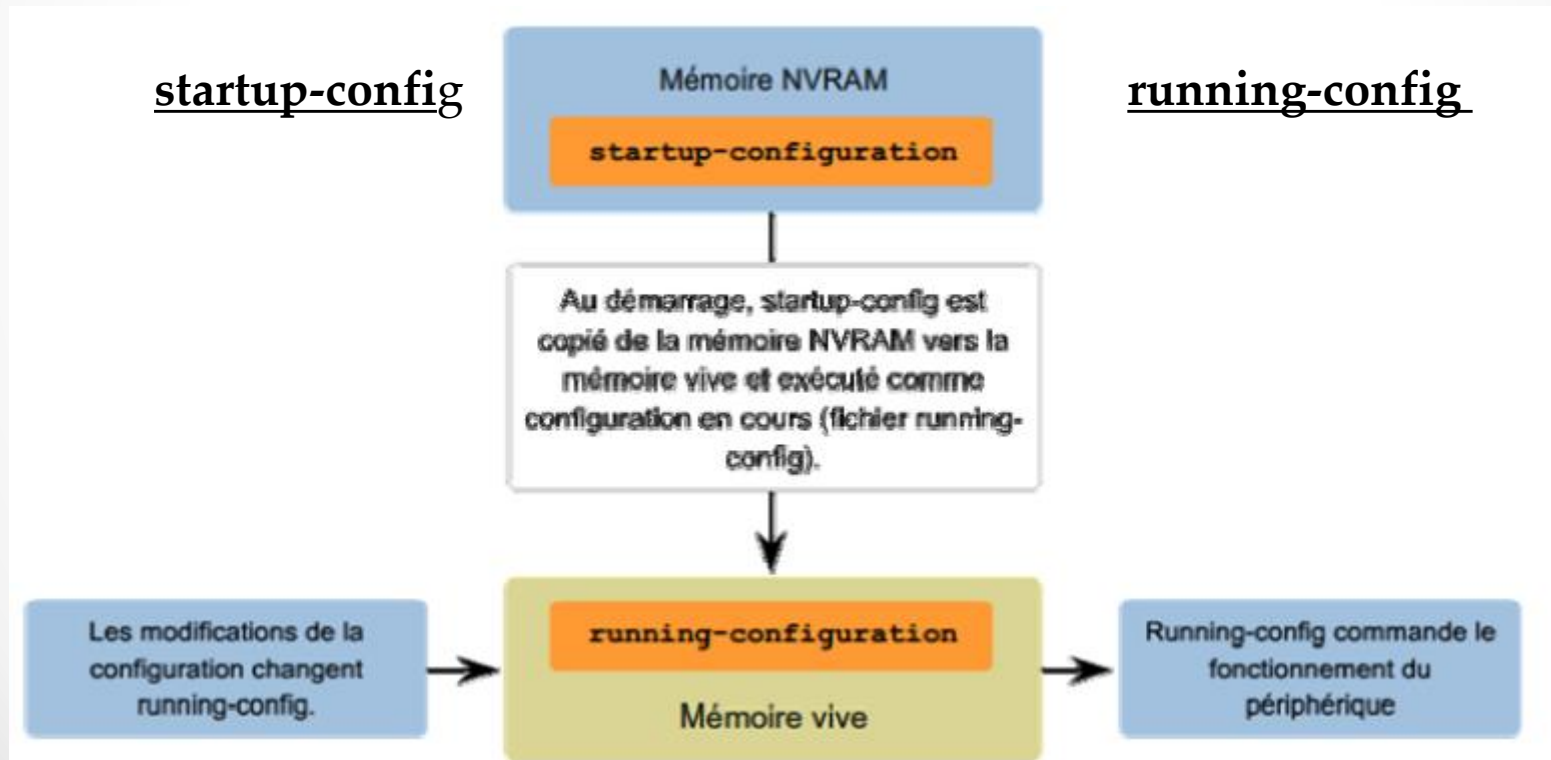 startup-config
running-config
Mémoire NVRAM
startup-configuration
Au démarrage, startup-config est
copié de la mémoire NVRAM vers la
mémoire vive et exécuté comme
configuration en cours (fichier running-
config).
Les modifications de la
configuration changent
running-config.
running-configuration
Mémoire vive
Running-config commande le
fonctionnement du
périphérique